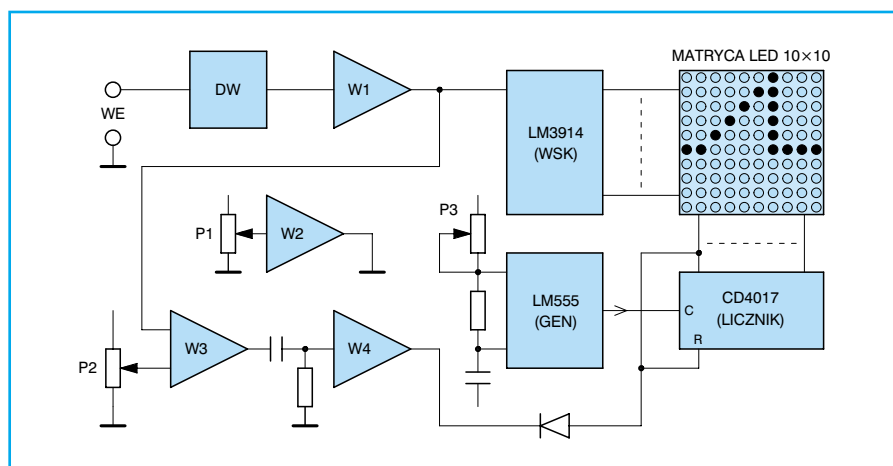 MATRYCA LED 10×10
WE
DW
W1
LM3914
(WSK)
P1
W2
P3
LM555
(GEN)
C
R
CD4017
(LICZNIK)
P2
W3
W4